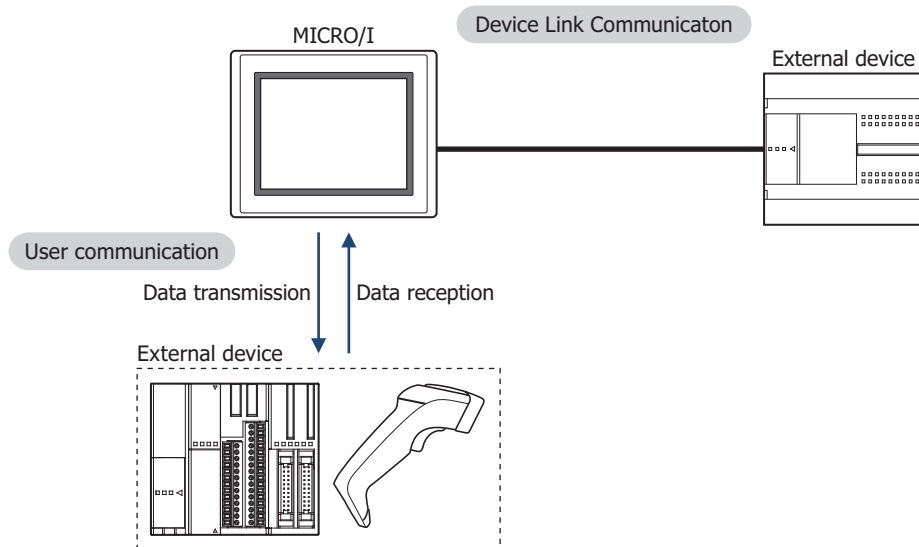 Device Link Communicaton
MICRO/I
External device
User communication
Data transmission
Data reception
External device